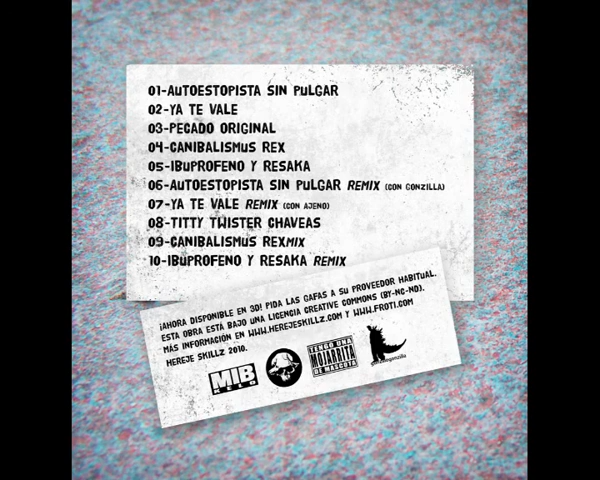 01-AUTOESTOPISTA SIN PULGAR
02-YA TE VALE
03-PECADO ORIGINAL
04-CANIBALISMUS REX
05-IBUPROFENO Y RESAKA
06-AUTOESTOPISTA SIN PULGAR REMIX (CON GONZILLA)
07-YA TE VALE REMIX (CON AJENO)
08-TITTY TWISTER CHAVEAS
09-CANIBALISMUS REXMIX
10-IBUPROFENO Y RESAKA REMIX
¡AHORA DISPONIBLE EN 3D! PIDA LAS GAFAS A SU PROVEEDOR HABITUAL.
ESTA OBRA ESTÁ BAJO UNA LICENCIA CREATIVE COMMONS (BY-NC-ND).
MÁS INFORMACIÓN EN WWW.HEREJESKILLZ.COM Y WWW.FROTI.COM
HEREJE SKILLZ 2010.
MIB
KELO
TENGO UNA
MOJARRITA
DE MASCOTA